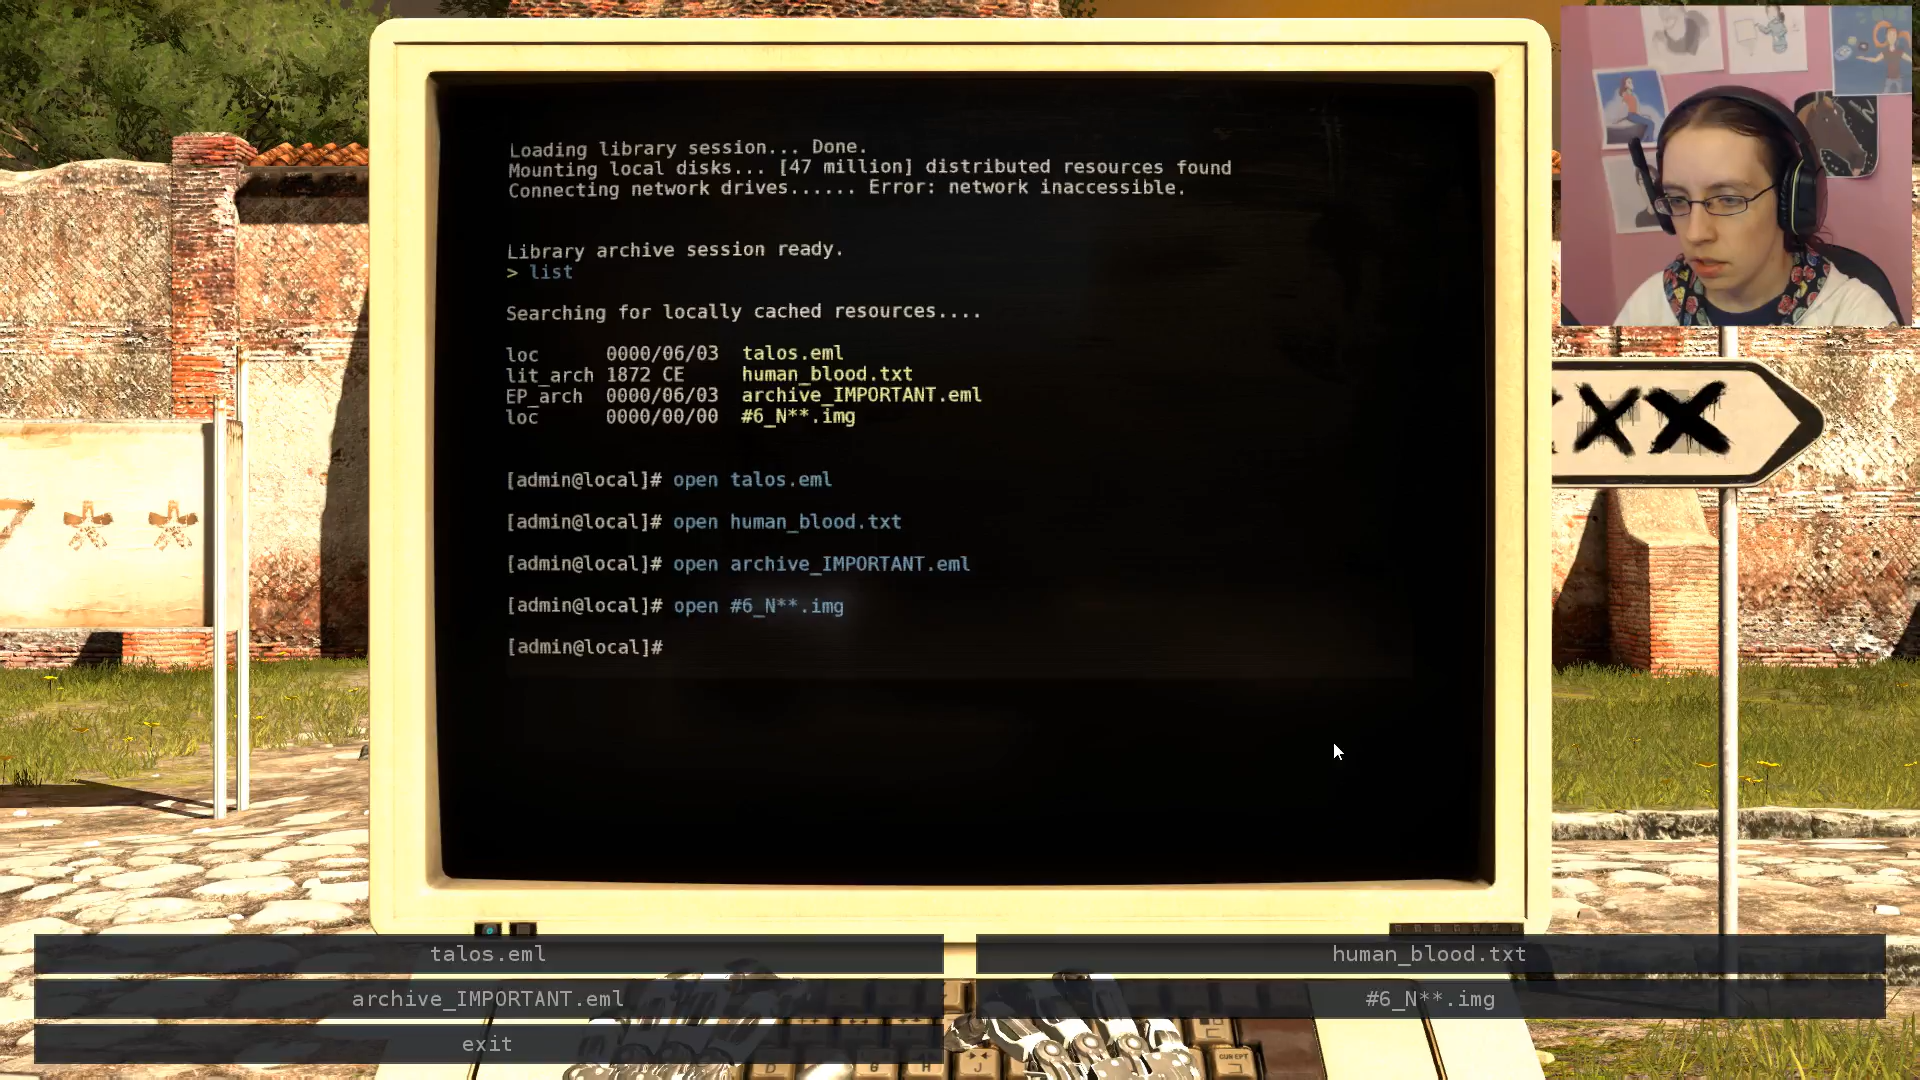 Loading library session... Done.
Mounting local disks... [47 million] distributed resources found
Connecting network drives...... Error: network inaccessible.
Library archive session ready.
> list
Searching for locally cached resources....
loc 0000/06/03 talos.eml
lit_arch 1872 CE human_blood.txt
EP_arch 0000/06/03 archive_IMPORTANT.eml
loc 0000/00/00 #6_N**.img
[admin@local]# open talos.eml
[admin@local]# open human_blood.txt
[admin@local]# open archive_IMPORTANT.eml
[admin@local]# open #6_N**.img
[admin@local]#
XX
* *
talos.eml
human_blood.txt
archive_IMPORTANT.eml
#6_N**.img
exit